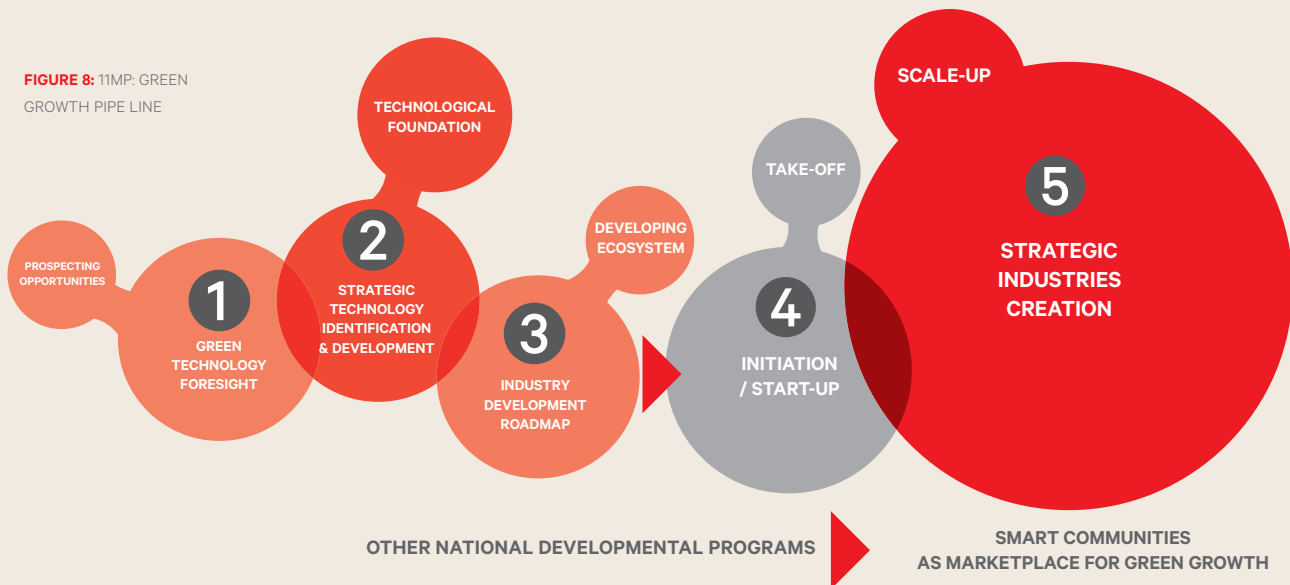 FIGURE 8: 11MP: GREEN
GROWTH PIPE LINE
PROSPECTING
OPPORTUNITIES
1
GREEN
TECHNOLOGY
FORESIGHT
TECHNOLOGICAL
FOUNDATION
2
STRATEGIC
TECHNOLOGY
IDENTIFICATION
& DEVELOPMENT
DEVELOPING
ECOSYSTEM
3
INDUSTRY
DEVELOPMENT
ROADMAP
TAKE-OFF
4
INITIATION
/ START-UP
SCALE-UP
5
STRATEGIC
INDUSTRIES
CREATION
OTHER NATIONAL DEVELOPMENTAL PROGRAMS
SMART COMMUNITIES
AS MARKETPLACE FOR GREEN GROWTH